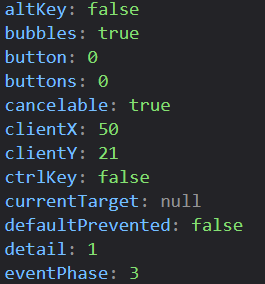 altKey: false
bubbles: true
button: 0
buttons: 0
cancelable: true
clientX: 50
clientY: 21
ctrlKey: false
currentTarget: null
defaultPrevented: false
detail: 1
eventPhase: 3